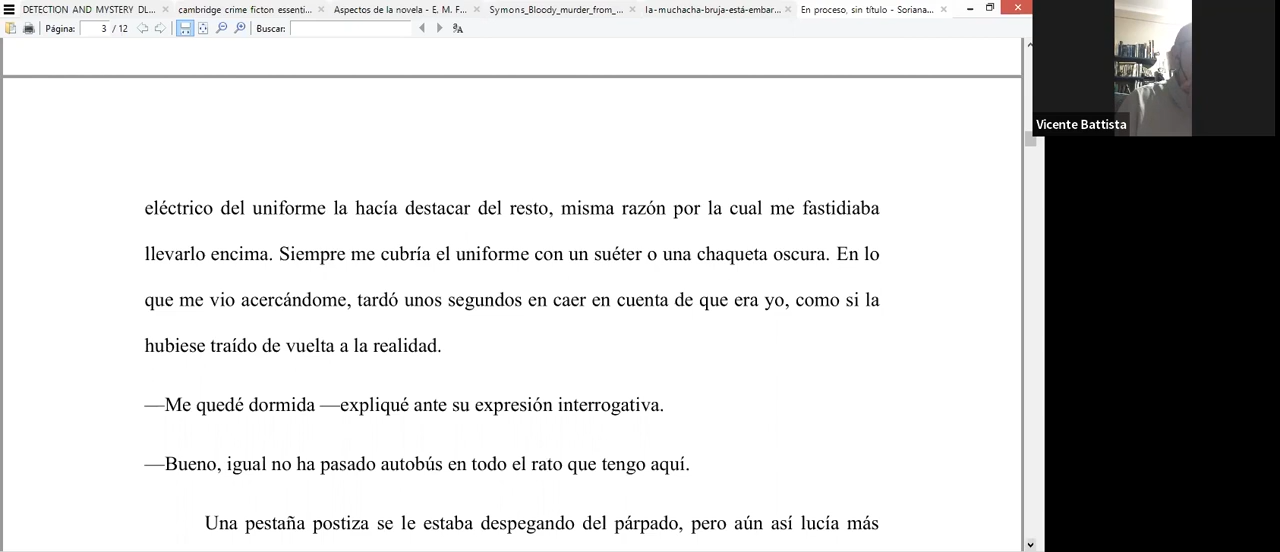 DETECTION AND MYSTERY DL...
cambridge crime ficton essenti...
Aspectos de la novela - E. M. F...
Symons_Bloody_murder_from_...
la-muchacha-bruja-está-embar...
En proceso, sin título - Soriana...
Página: 3 / 12
Buscar:
Vicente Battista
eléctrico del uniforme la hacía destacar del resto, misma razón por la cual me fastidiaba
llevarlo encima. Siempre me cubría el uniforme con un suéter o una chaqueta oscura. En lo
que me vio acercándome, tardó unos segundos en caer en cuenta de que era yo, como si la
hubiese traído de vuelta a la realidad.
—Me quedé dormida —expliqué ante su expresión interrogativa.
—Bueno, igual no ha pasado autobús en todo el rato que tengo aquí.
Una pestaña postiza se le estaba despegando del párpado, pero aún así lucía más